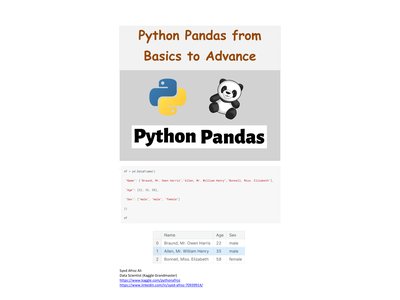 Python Pandas from
Basics to Advance
Python Pandas
df = pd.DataFrame(
"Name": ["Braund, Mr. Owen Harris", "Allen, Mr. William Henry", "Bonnell, Miss. Elizabeth"],
"Age": [22, 35, 58],
"Sex": ["male", "male", "female"]
})
df
Name Age Sex
0 Braund, Mr. Owen Harris 22 male
1 Allen, Mr. William Henry 35 male
2 Bonnell, Miss. Elizabeth 58 female
Syed Afroz Ali
Data Scientist (Kaggle Grandmaster)
https://www.kaggle.com/pythonafroz
https://www.linkedin.com/in/syed-afroz-70939914/